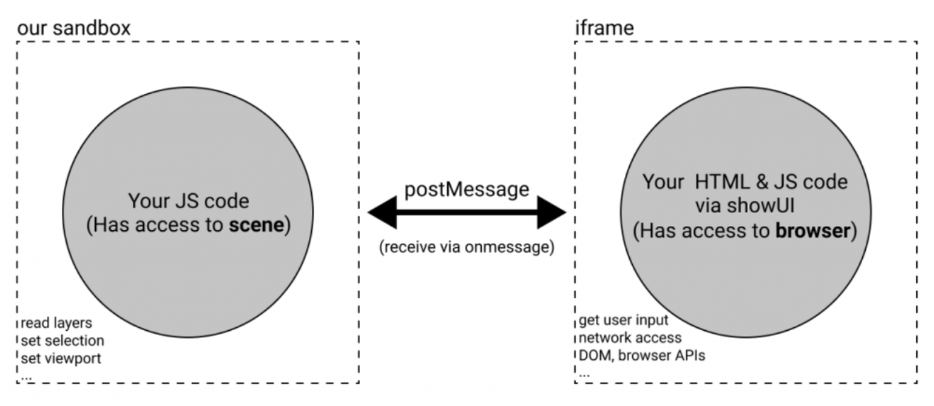 our sandbox
Your JS code
(Has access to scene)
read layers
set selection
set viewport
...
postMessage
(receive via onmessage)
iframe
Your HTML & JS code
via showUI
(Has access to browser)
get user input
network access
DOM, browser APIs
...